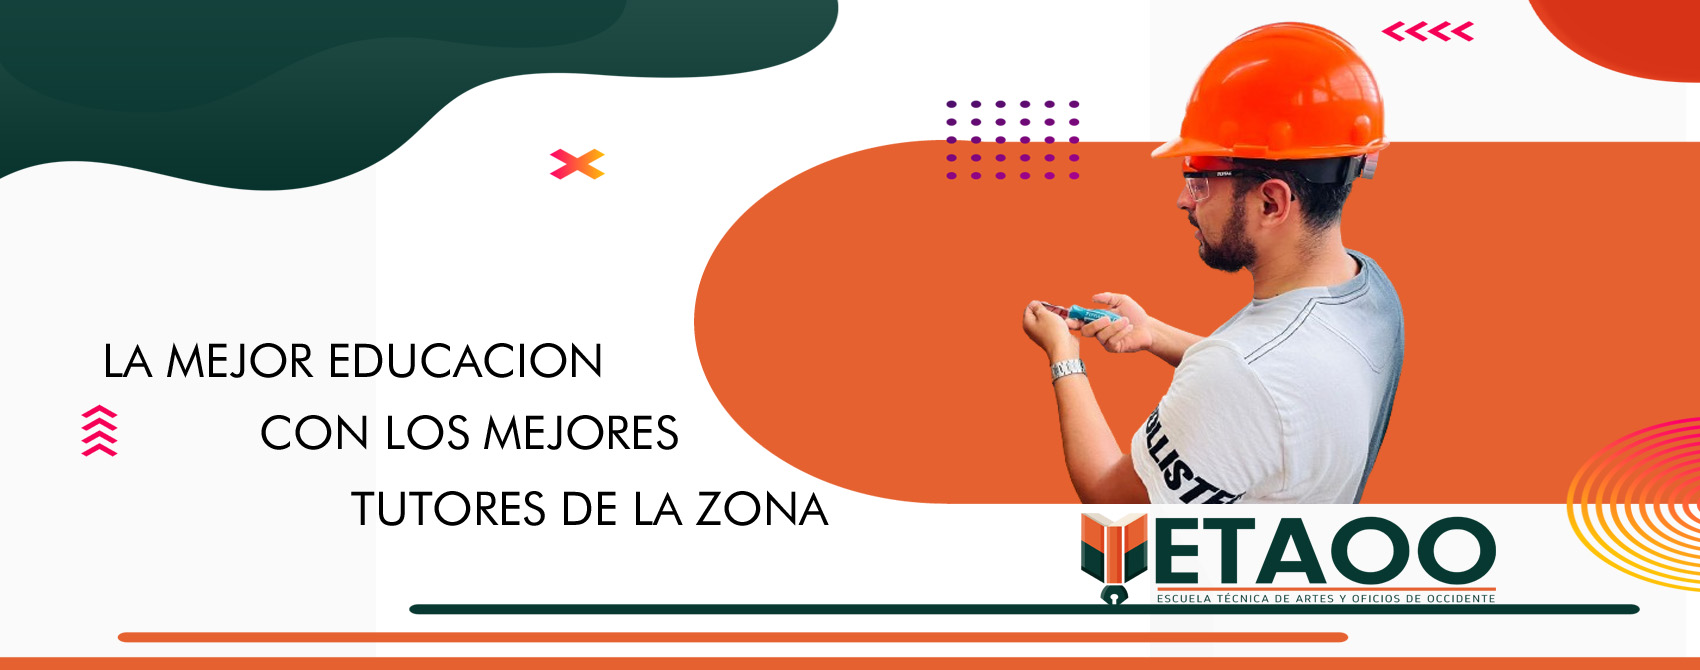 LA MEJOR EDUCACION
CON LOS MEJORES
TUTORES DE LA ZONA
ETAOO
ESCUELA TÉCNICA DE ARTES Y OFICIOS DE OCCIDENTE